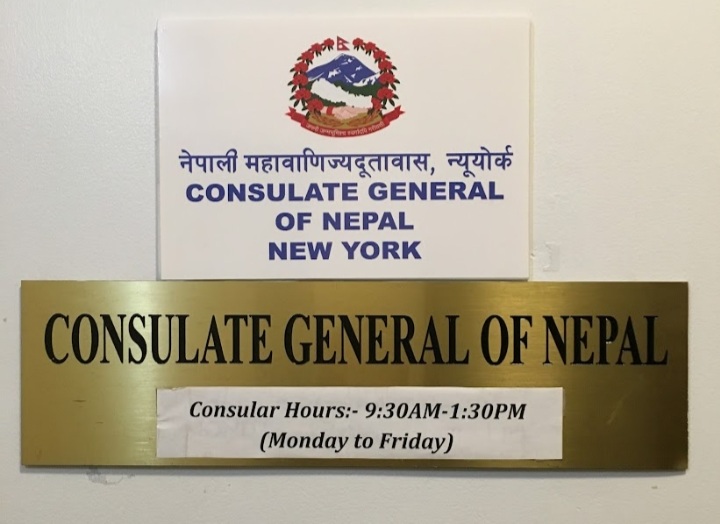 नेपाली महावाणिज्यदूतावास, न्यूयोर्क
CONSULATE GENERAL
OF NEPAL
NEW YORK
CONSULATE GENERAL OF NEPAL
Consular Hours:- 9:30AM-1:30PM
(Monday to Friday)